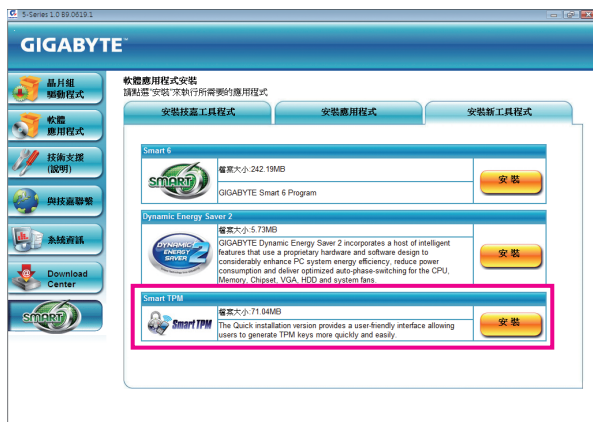 5-Series 1.0 B9.0619.1
GIGABYTE™
晶片組
驅動程式
軟體
應用程式
技術支援
(說明)
與技嘉聯繫
系統資訊
Download
Center
SMART 6
軟體應用程式安裝
請點選"安裝"來執行所需要的應用程式
安裝技嘉工具程式
安裝應用程式
安裝新工具程式
Smart 6
SMART 6
檔案大小:242.19MB
GIGABYTE Smart 6 Program
安裝
Dynamic Energy Saver 2
DYNAMIC
ENERGY
SAVER 2
檔案大小:5.73MB
GIGABYTE Dynamic Energy Saver 2 incorporates a host of intelligent
features that use a proprietary hardware and software design to
considerably enhance PC system energy efficiency, reduce power
consumption and deliver optimized auto-phase-switching for the CPU,
Memory, Chipset, VGA, HDD and system fans.
安裝
Smart TPM
Smart TPM
檔案大小:71.04MB
The Quick installation version provides a user-friendly interface allowing
users to generate TPM keys more quickly and easily.
安裝